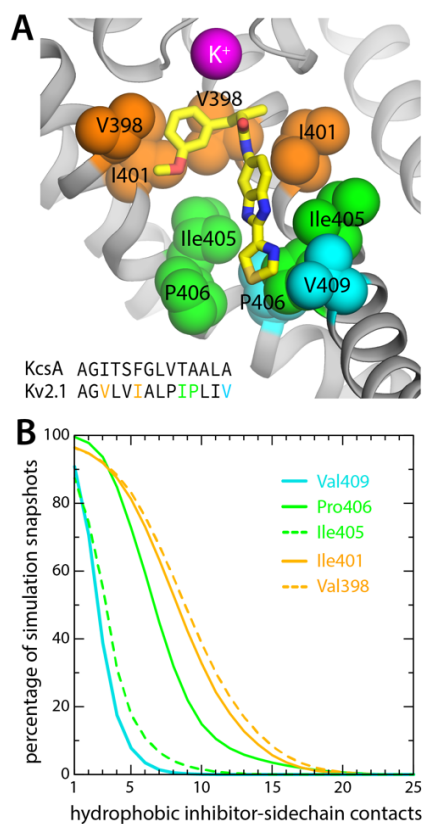 A
K+
V398
V398
I401
I401
Ile405
Ile405
P406
P406
V409
KcsA AGITSFGLVTAALA
Kv2.1 AGVLVIALPIPLIV
B
100
80
60
40
20
0
1
5
10
15
20
25
percentage of simulation snapshots
hydrophobic inhibitor-sidechain contacts
Val409
Pro406
Ile405
Ile401
Val398